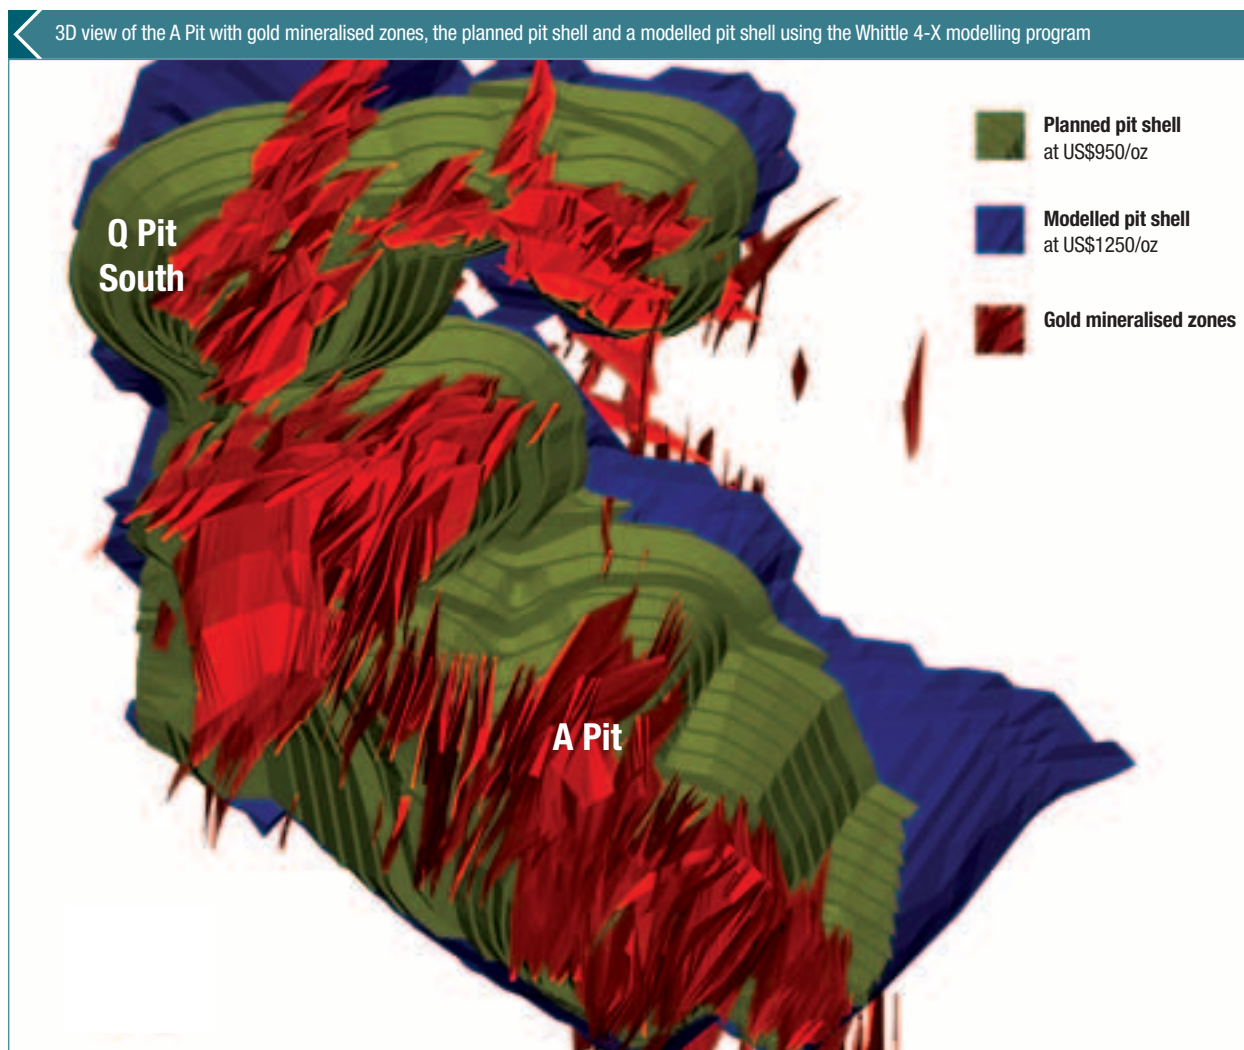 3D view of the A Pit with gold mineralised zones, the planned pit shell and a modelled pit shell using the Whittle 4-X modelling program
Planned pit shell
at US$950/oz
Modelled pit shell
at US$1250/oz
Gold mineralised zones
Q Pit
South
A Pit